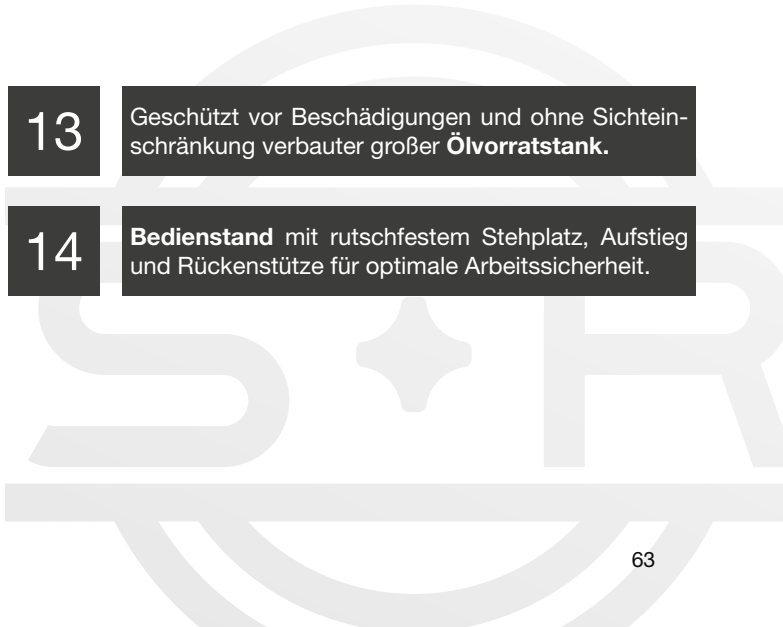 13
Geschützt vor Beschädigungen und ohne Sichtein-
schränkung verbauter großer Ölvorratstank.
14
Bedienstand mit rutschfestem Stehplatz, Aufstieg
und Rückenstütze für optimale Arbeitssicherheit.
S R
63